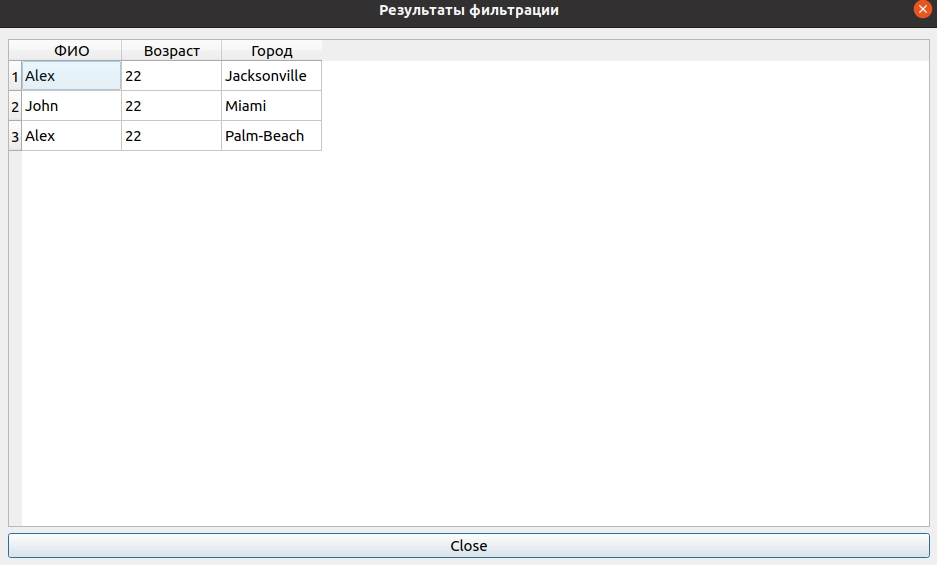 Результаты фильтрации
ФИО Возраст Город
1 Alex 22 Jacksonville
2 John 22 Miami
3 Alex 22 Palm-Beach
Close